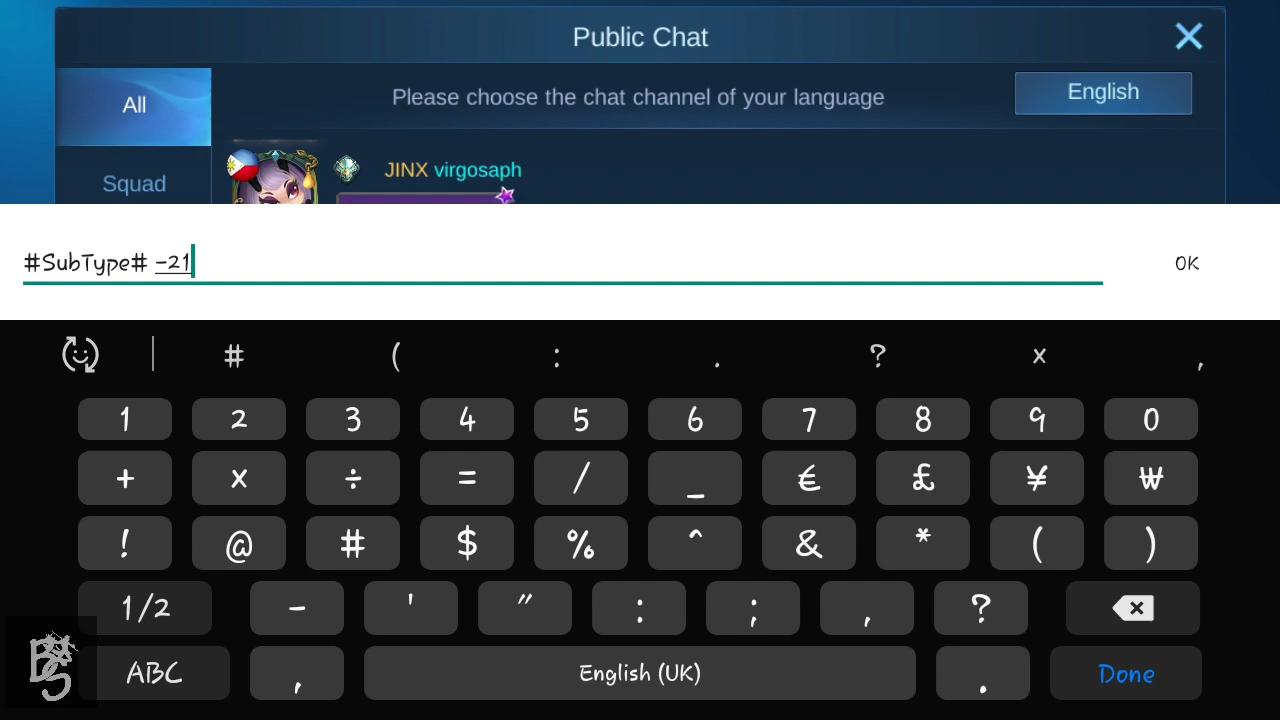 Public Chat
All
Please choose the chat channel of your language
English
Squad
JINX virgosaph
#SubType# -21
OK
# ( : . ? × ,
1 2 3 4 5 6 7 8 9 0
+ × ÷ = / _ € £ ¥ ₩
! @ # $ % ^ & * ( )
1/2 - ' " : ; , ?
ABC , English (UK) . Done